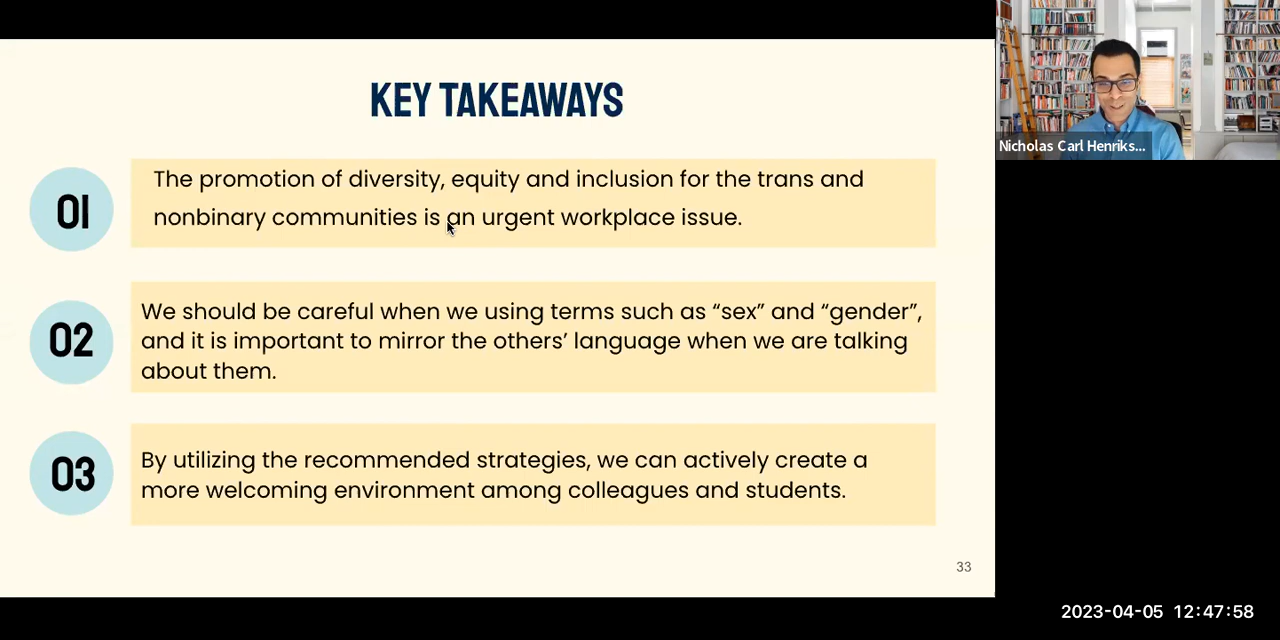 KEY TAKEAWAYS
01
The promotion of diversity, equity and inclusion for the trans and
nonbinary communities is an urgent workplace issue.
02
We should be careful when we using terms such as “sex” and “gender”,
and it is important to mirror the others’ language when we are talking
about them.
03
By utilizing the recommended strategies, we can actively create a
more welcoming environment among colleagues and students.
33
Nicholas Carl Henriks...
2023-04-05 12:47:58